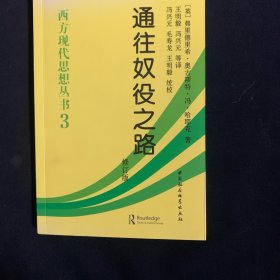 西方现代思想丛书 3
通往奴役之路
修订版
[英] 弗里德里希·奥古斯特·冯·哈耶克 著
王明毅 冯兴元 等译
冯兴元 毛寿龙 王明毅 统校
中国社会科学出版社
Routledge